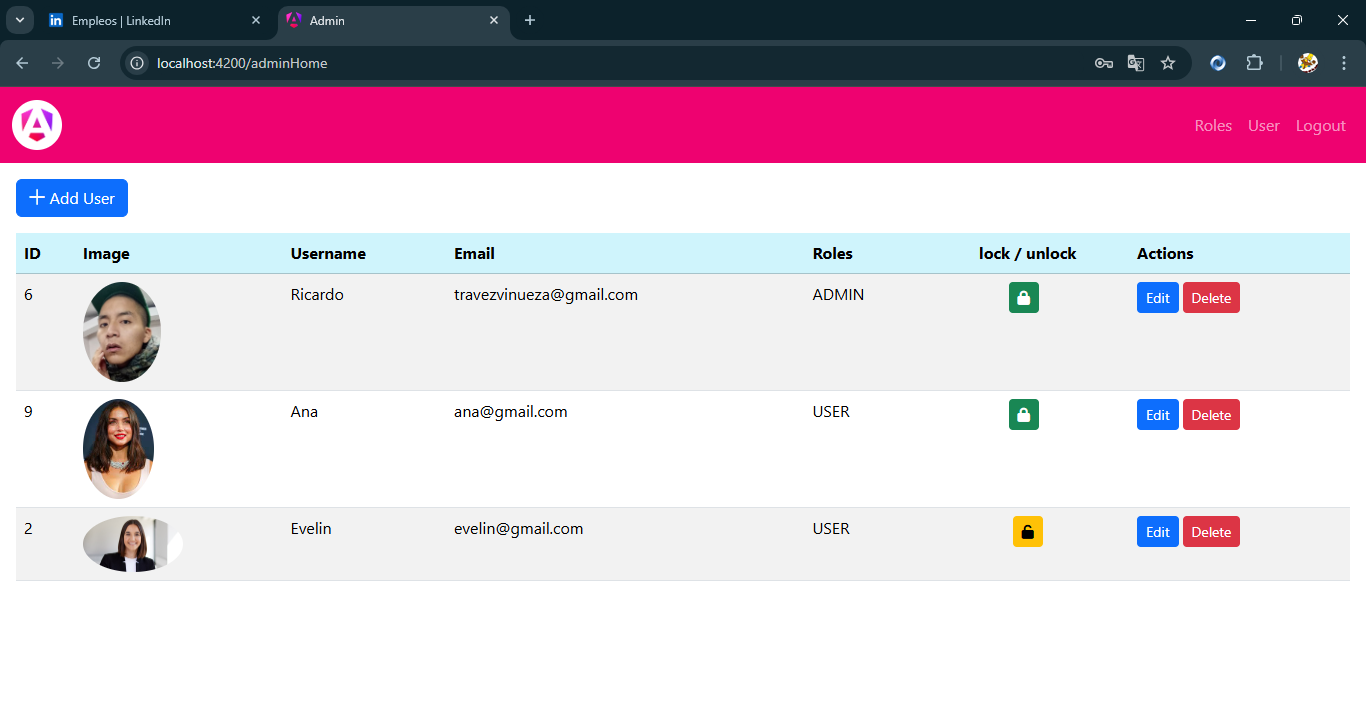 Empleos | LinkedIn
Admin
localhost:4200/adminHome
Roles User Logout
Add User
ID Image Username Email Roles lock / unlock Actions
6 Ricardo travezvinueza@gmail.com ADMIN Edit Delete
9 Ana ana@gmail.com USER Edit Delete
2 Evelin evelin@gmail.com USER Edit Delete